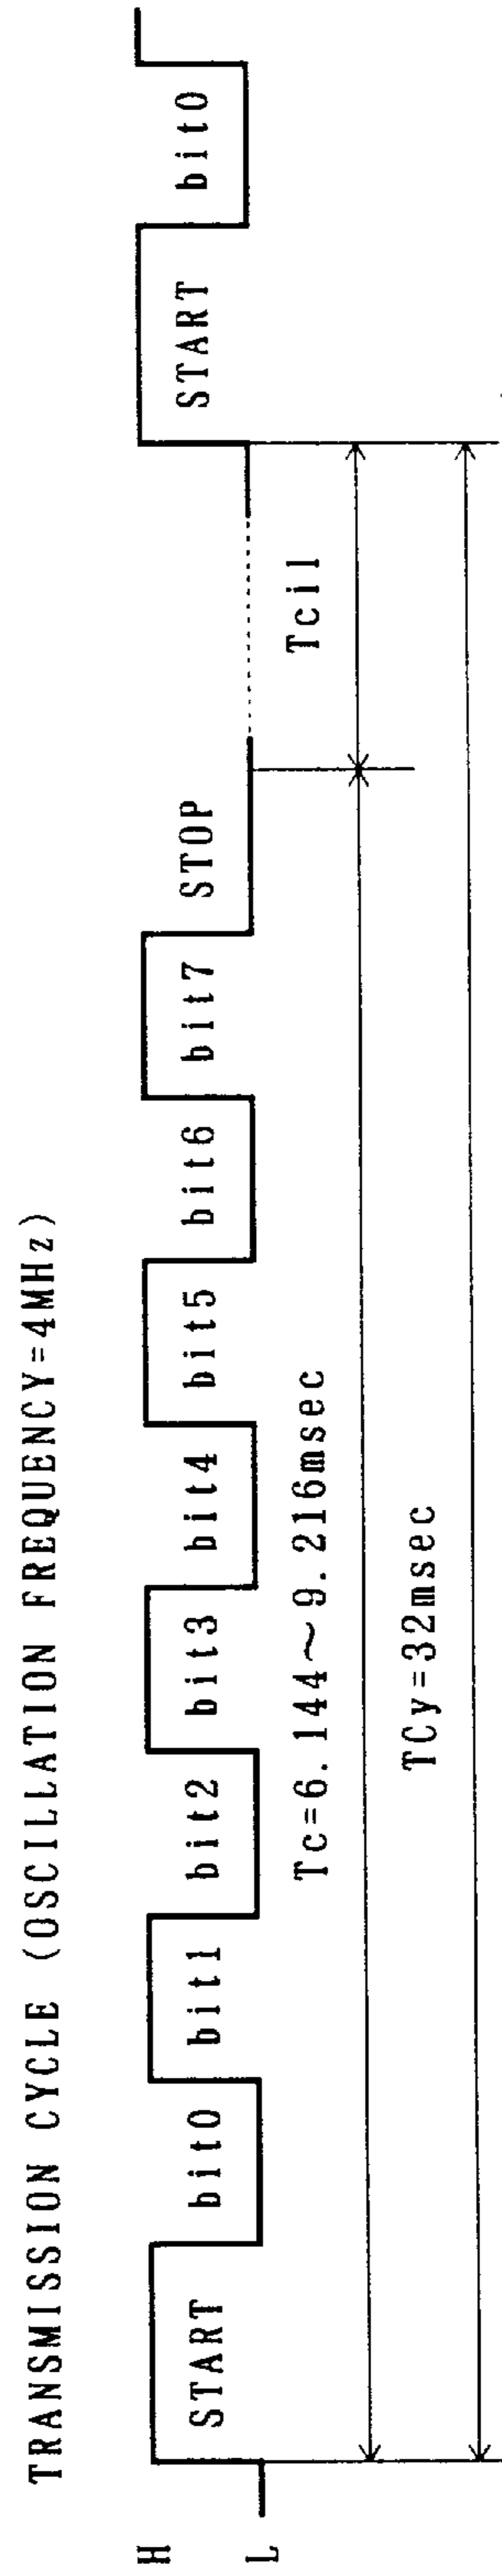 TRANSMISSION CYCLE (OSCILLATION FREQUENCY=4MHz)
H
L
START bit0 bit1 bit2 bit3 bit4 bit5 bit6 bit7 STOP START bit0
Tc=6.144~9.216msec
Tcil
TCy=32msec